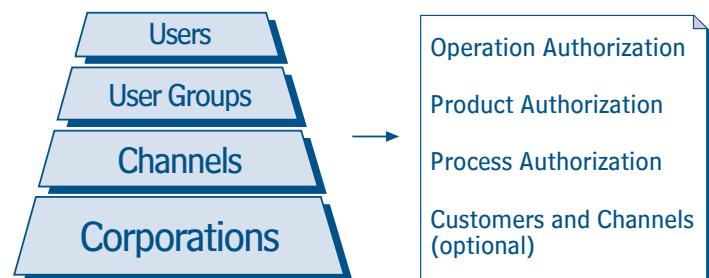 Users
User Groups
Channels
Corporations
Operation Authorization
Product Authorization
Process Authorization
Customers and Channels
(optional)